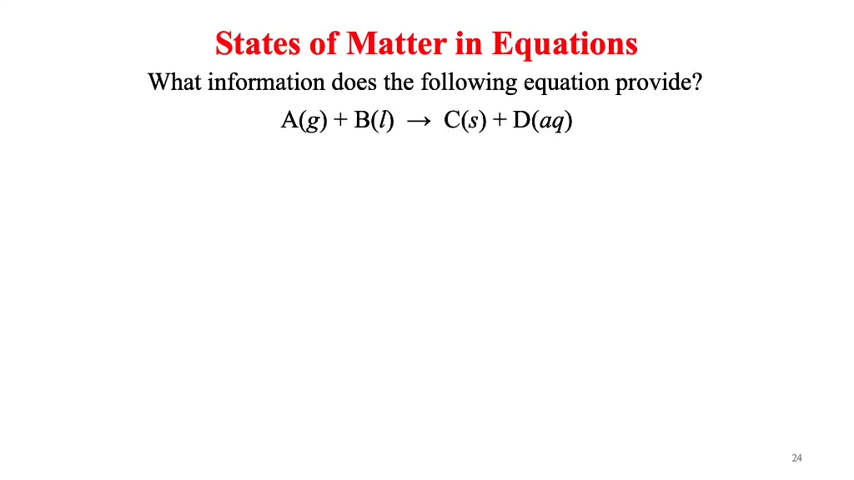 States of Matter in Equations
What information does the following equation provide?
A(g) + B(l) → C(s) + D(aq)
24